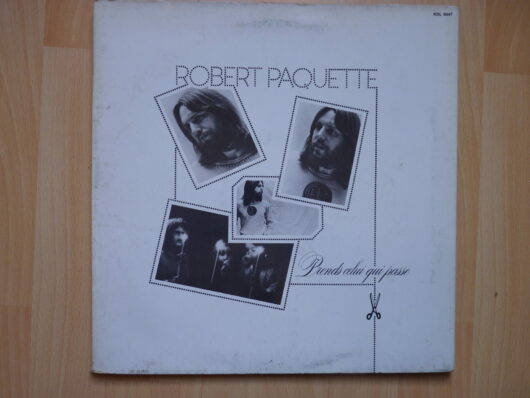 ROBERT PAQUETTE
Prends celui qui passe